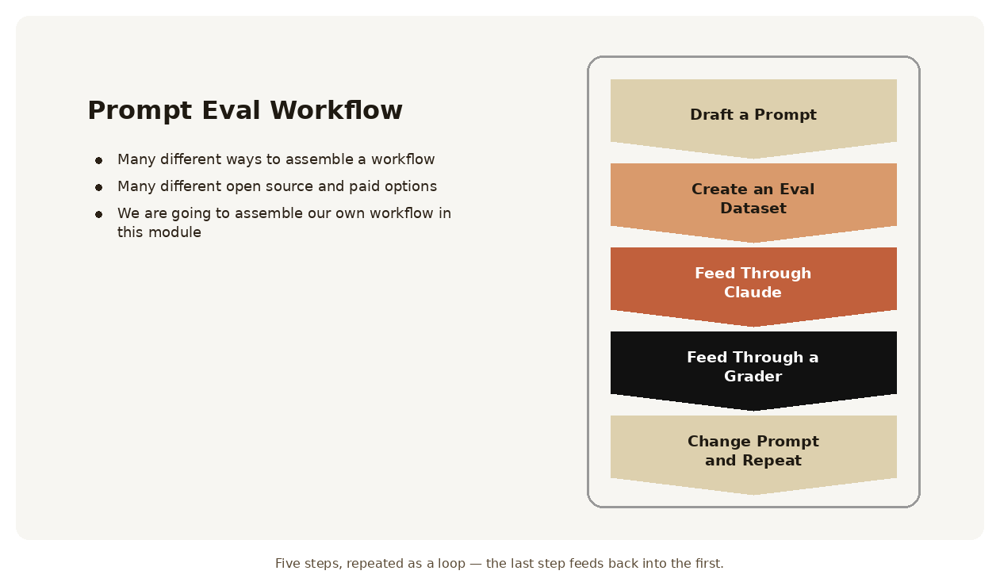 Prompt Eval Workflow
Many different ways to assemble a workflow
Many different open source and paid options
We are going to assemble our own workflow in
this module
Draft a Prompt
Create an Eval
Dataset
Feed Through
Claude
Feed Through a
Grader
Change Prompt
and Repeat
Five steps, repeated as a loop — the last step feeds back into the first.